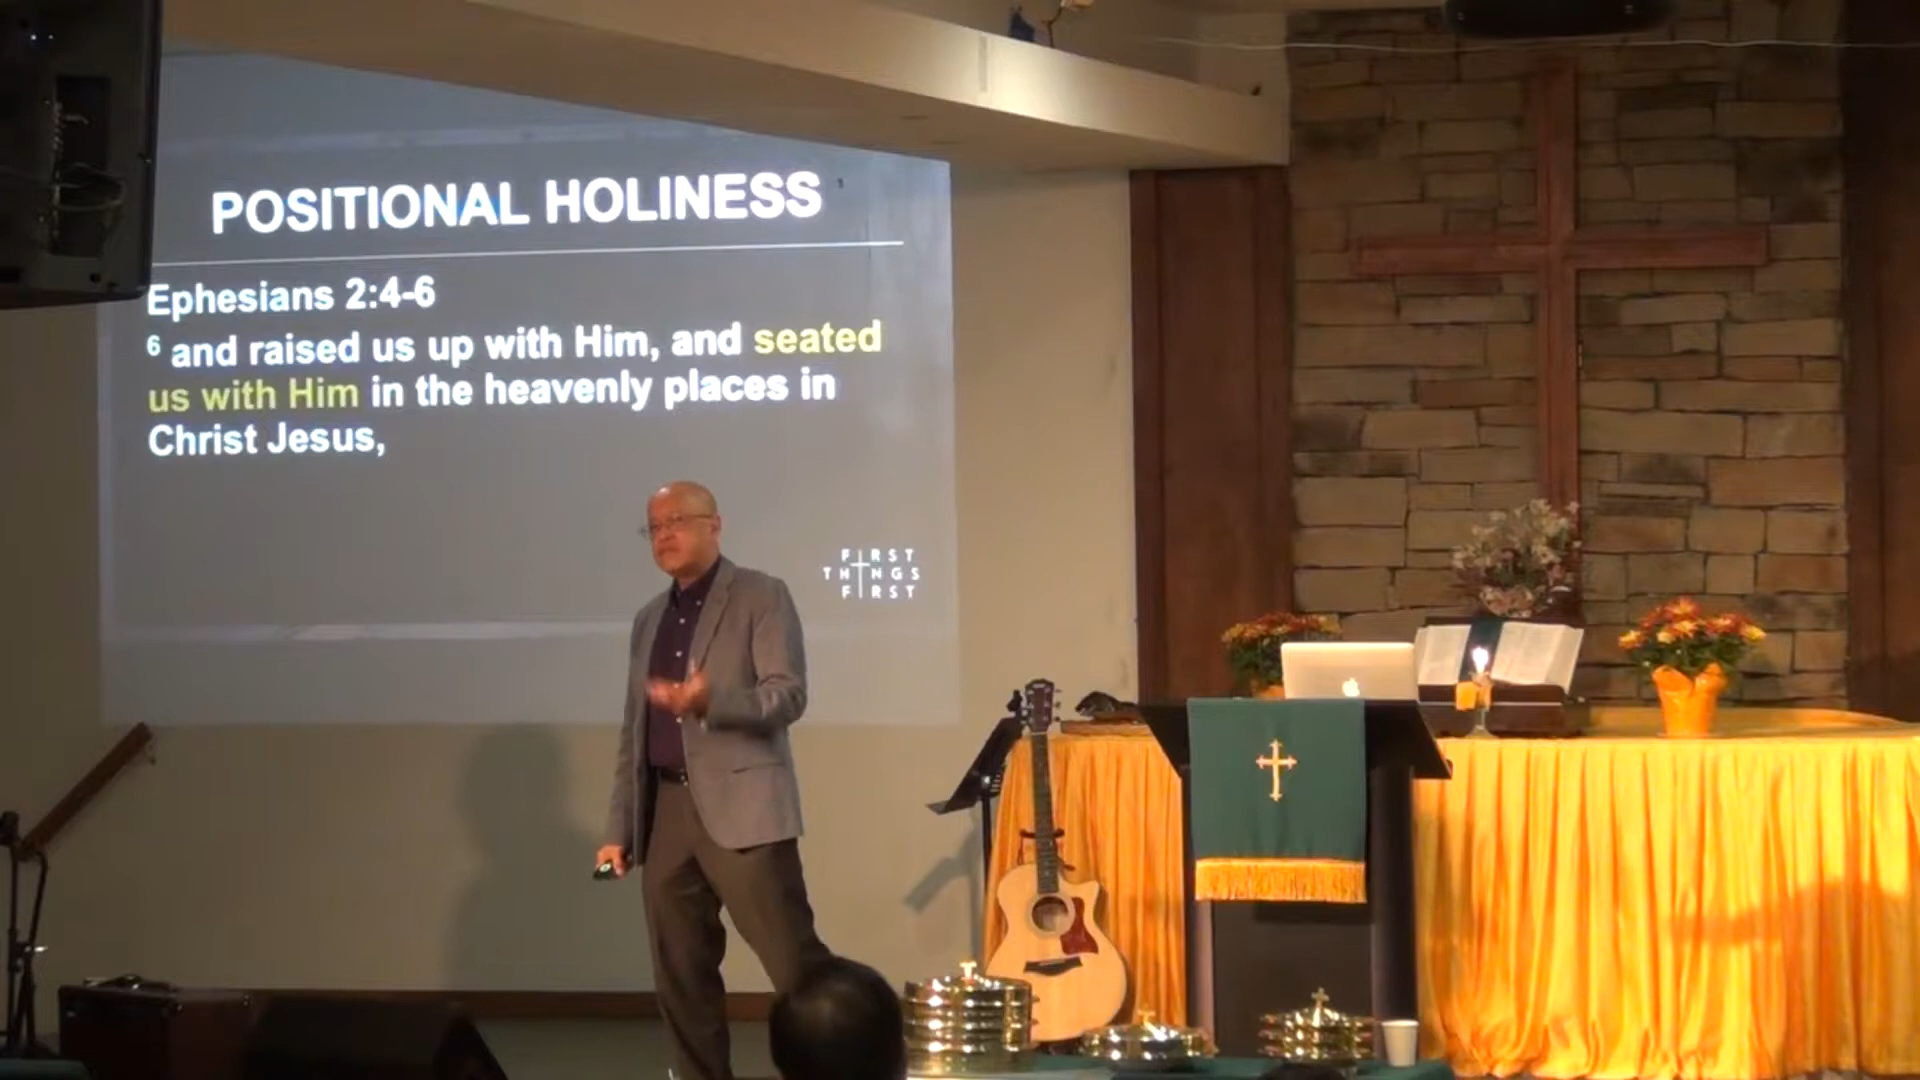 POSITIONAL HOLINESS
Ephesians 2:4-6
6 and raised us up with Him, and seated
us with Him in the heavenly places in
Christ Jesus,
FIRST
THINGS
FIRST